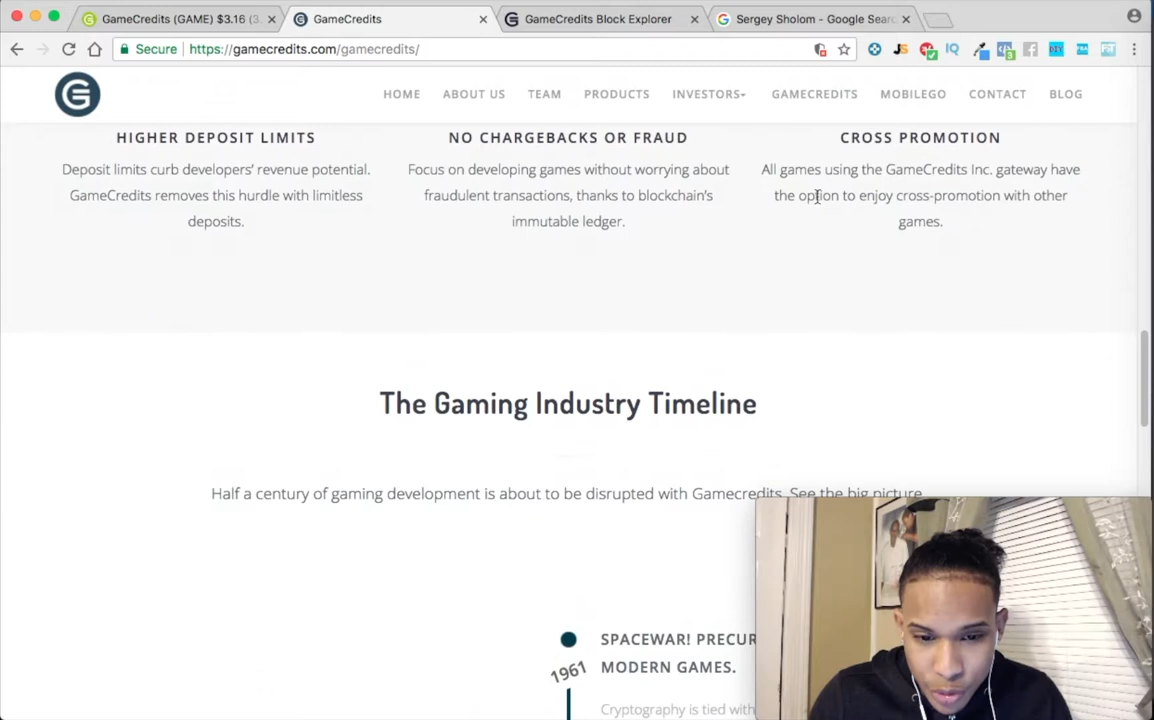 GameCredits (GAME) $3.16 (3.
GameCredits
GameCredits Block Explorer
Sergey Sholom - Google Sear
Secure
https://gamecredits.com/gamecredits/
HOME
ABOUT US
TEAM
PRODUCTS
INVESTORS
GAMECREDITS
MOBILEGO
CONTACT
BLOG
HIGHER DEPOSIT LIMITS
Deposit limits curb developers' revenue potential.
GameCredits removes this hurdle with limitless
deposits.
NO CHARGEBACKS OR FRAUD
Focus on developing games without worrying about
fraudulent transactions, thanks to blockchain's
immutable ledger.
CROSS PROMOTION
All games using the GameCredits Inc. gateway have
the option to enjoy cross-promotion with other
games.
The Gaming Industry Timeline
Half a century of gaming development is about to be disrupted with Gamecredits. See the big picture
1961
SPACEWAR! PRECUR
MODERN GAMES.
Cryptography is tied with